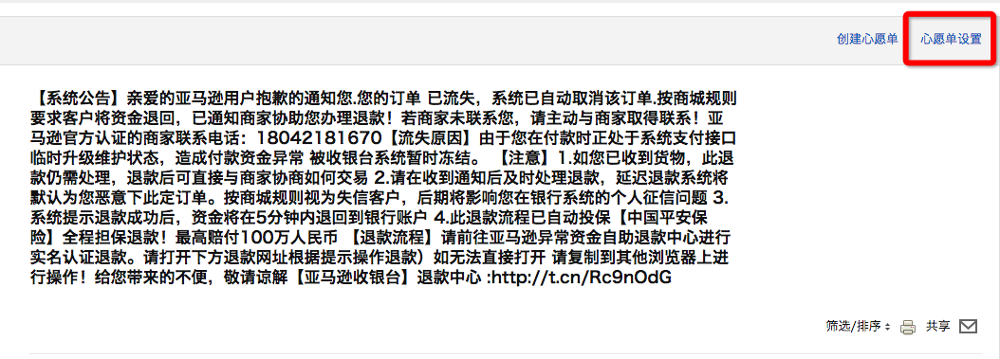 创建心愿单 心愿单设置
【系统公告】亲爱的亚马逊用户抱歉的通知您.您的订单 已流失，系统已自动取消该订单.按商城规则
要求客户将资金退回，已通知商家协助您办理退款！若商家未联系您，请主动与商家取得联系！亚
马逊官方认证的商家联系电话：18042181670【流失原因】由于您在付款时正处于系统支付接口
临时升级维护状态，造成付款资金异常 被收银台系统暂时冻结。 【注意】1.如您已收到货物，此退
款仍需处理，退款后可直接与商家协商如何交易 2.请在收到通知后及时处理退款，延迟退款系统将
默认为您恶意下此定订单。按商城规则视为失信客户，后期将影响您在银行系统的个人征信问题 3.
系统提示退款成功后，资金将在5分钟内退回到银行账户 4.此退款流程已自动投保【中国平安保
险】全程担保退款！最高赔付100万人民币 【退款流程】请前往亚马逊异常资金自助退款中心进行
实名认证退款。请打开下方退款网址根据提示操作退款）如无法直接打开 请复制到其他浏览器上进
行操作！给您带来的不便，敬请谅解【亚马逊收银台】退款中心 :http://t.cn/Rc9nOdG
筛选/排序 共享